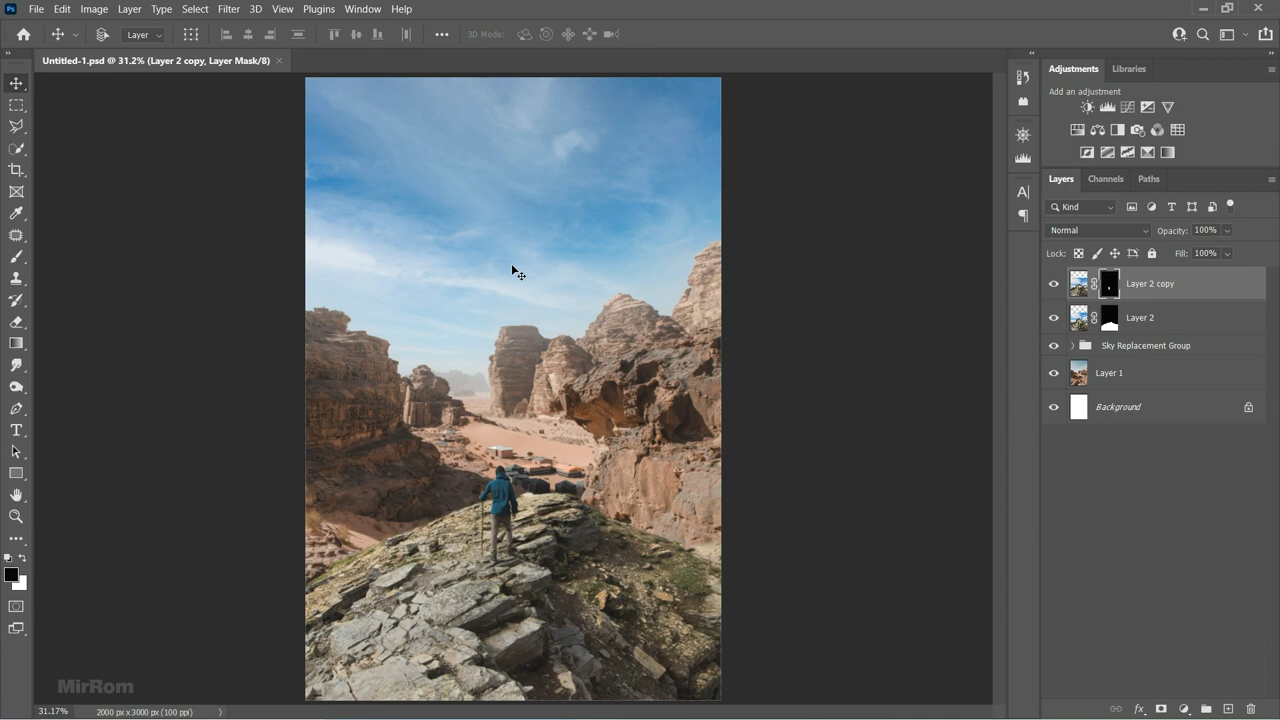 Ps File Edit Image Layer Type Select Filter 3D View Plugins Window Help
Layer 3D Mode:
Untitled-1.psd @ 31.2% (Layer 2 copy, Layer Mask/8)
Adjustments Libraries
Add an adjustment
Layers Channels Paths
Kind
Normal Opacity: 100%
Lock: Fill: 100%
Layer 2 copy
Layer 2
Sky Replacement Group
Layer 1
Background
MirRom
31.17% 2000 px x 3000 px (100 ppi)